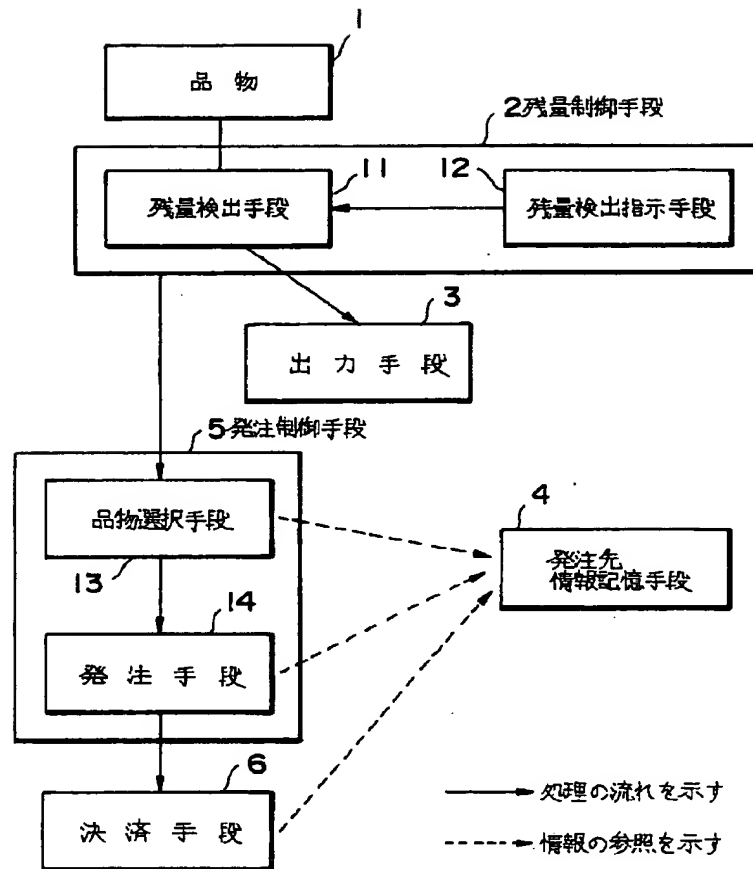 1
品物
2残量制御手段
11
12
残量検出手段
残量検出指示手段
3
出力手段
5発注制御手段
品物選択手段
4
発注先
情報記憶手段
13
14
発注手段
6
決済手段
処理の流れを示す
情報の参照を示す